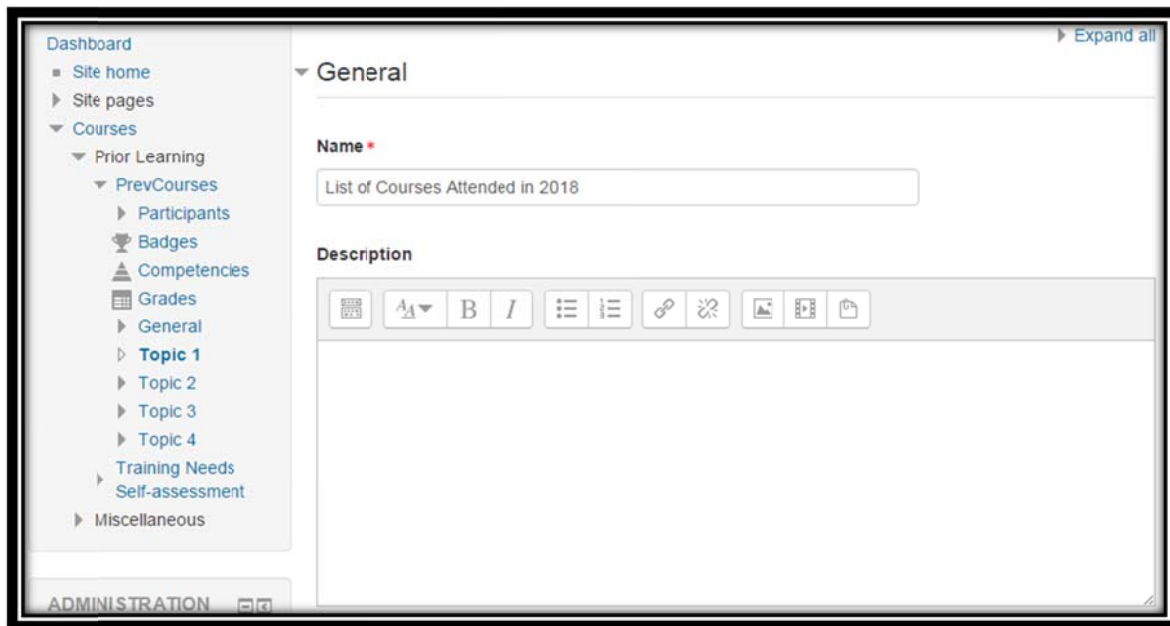 Dashboard
Site home
Site pages
Courses
Prior Learning
PrevCourses
Participants
Badges
Competencies
Grades
General
Topic 1
Topic 2
Topic 3
Topic 4
Training Needs
Self-assessment
Miscellaneous
ADMINISTRATION
Expand all
General
Name *
List of Courses Attended in 2018
Description
B I